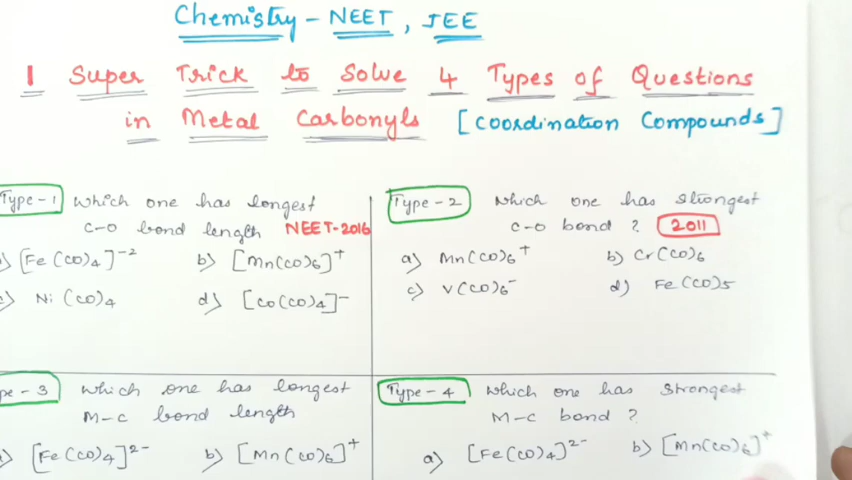 Chemistry - NEET, JEE
1 Super Trick to Solve 4 Types of Questions
in Metal Carbonyls [Coordination Compounds]
Type-1 Which one has longest
C-O bond length NEET-2016
[Fe(CO)4]-2 b) [Mn(CO)6]+
c) Ni(CO)4 d) [Co(CO)4]-
Type-2 Which one has strongest
C-O bond? 2011
a) Mn(CO)6+ b) Cr(CO)6
c) V(CO)6- d) Fe(CO)5
pe-3 Which one has longest
M-C bond length
) [Fe(CO)4]2- b) [Mn(CO)6]+
Type-4 Which one has strongest
M-C bond?
a) [Fe(CO)4]2- b) [Mn(CO)6]+